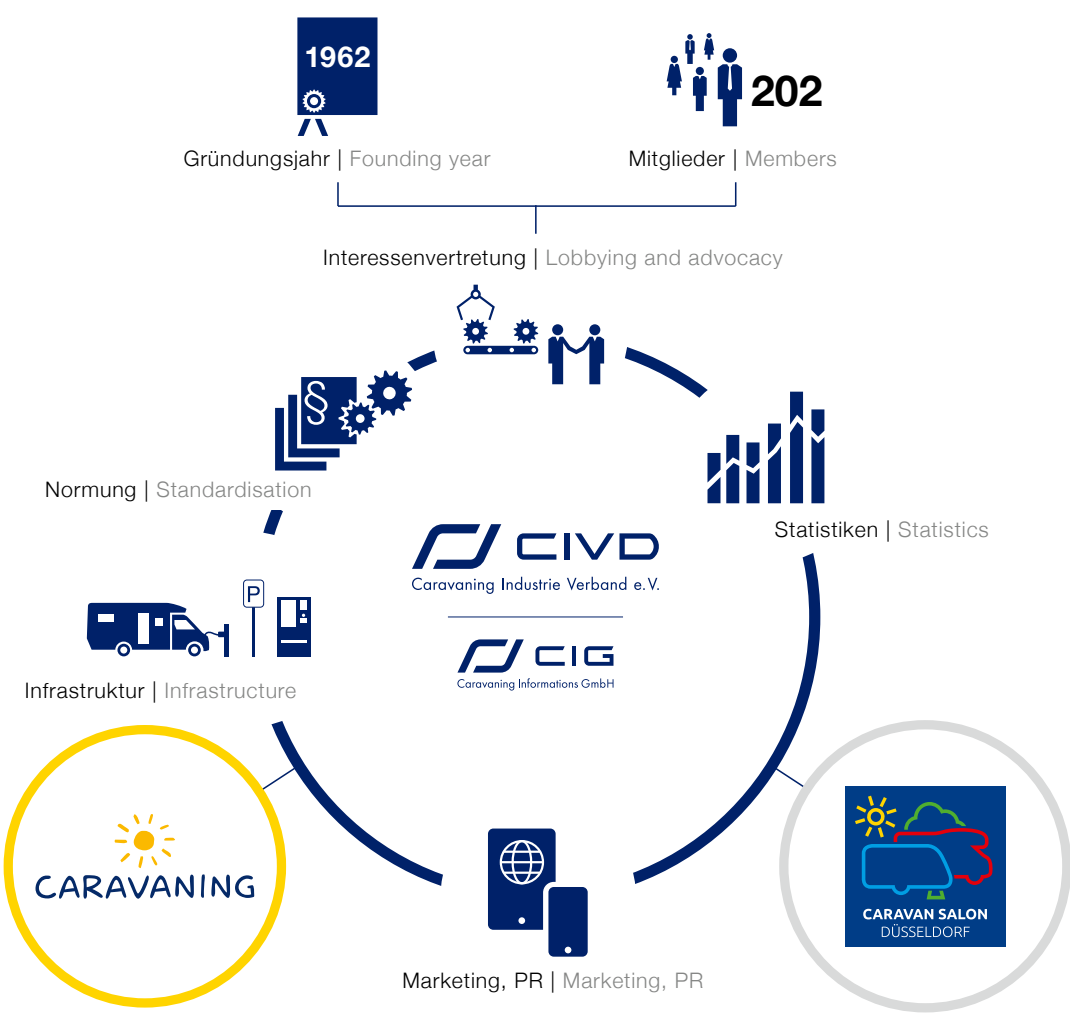 1962
202
Gründungsjahr | Founding year
Mitglieder | Members
Interessenvertretung | Lobbying and advocacy
§
Normung | Standardisation
Statistiken | Statistics
CIVD
Caravaning Industrie Verband e.V.
P
CIG
Caravaning Informations GmbH
Infrastruktur | Infrastructure
CARAVANING
CARAVAN SALON
DÜSSELDORF
Marketing, PR | Marketing, PR